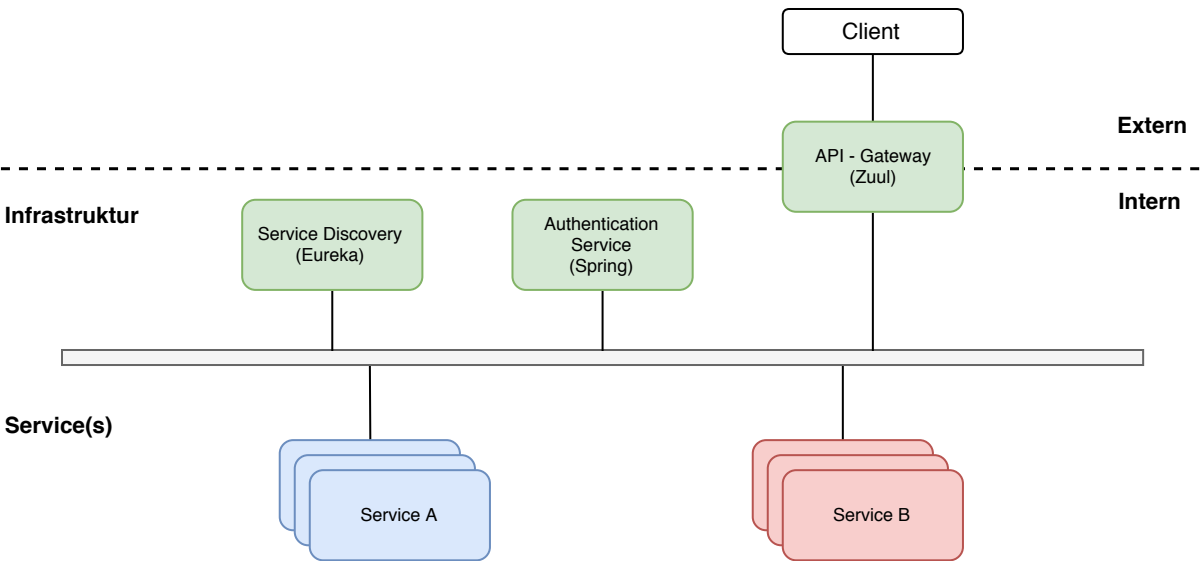 Client
Extern
API - Gateway
(Zuul)
Intern
Infrastruktur
Service Discovery
(Eureka)
Authentication
Service
(Spring)
Service(s)
Service A
Service B